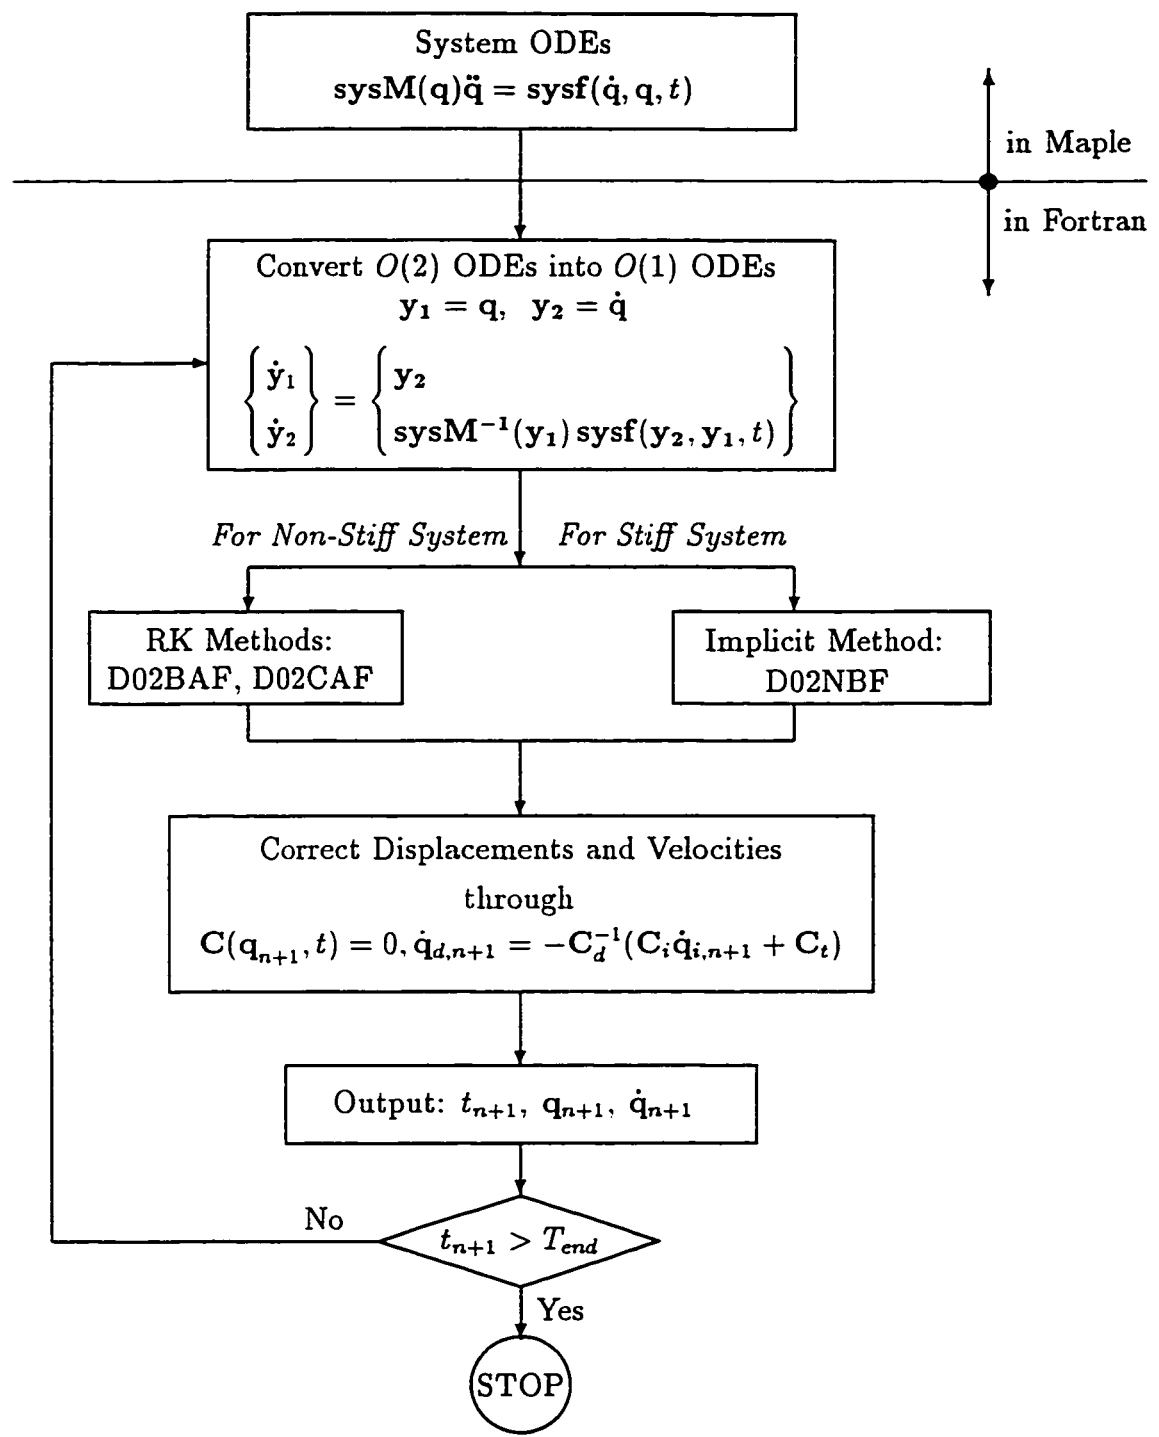 System ODEs
sysM(q)q̈ = sysf(q̇, q, t)
in Maple
in Fortran
Convert O(2) ODEs into O(1) ODEs
y₁ = q, y₂ = q̇
{ẏ₁ ẏ₂} = {y₂ sysM⁻¹(y₁) sysf(y₂, y₁, t)}
For Non-Stiff System For Stiff System
RK Methods:
D02BAF, D02CAF
Implicit Method:
D02NBF
Correct Displacements and Velocities
through
C(qₙ₊₁, t) = 0, q̇_{d,n+1} = −C_d⁻¹(C_i q̇_{i,n+1} + C_t)
Output: tₙ₊₁, qₙ₊₁, q̇ₙ₊₁
No
tₙ₊₁ > T_{end}
Yes
STOP